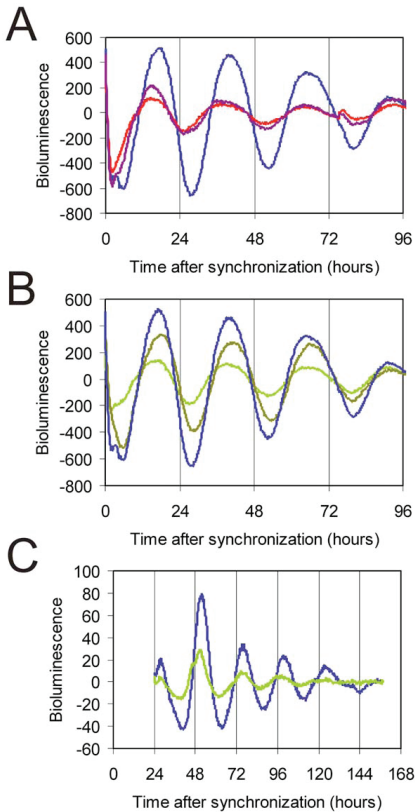 A
600
400
200
0
-200
-400
-600
-800
Bioluminescence
0 24 48 72 96
Time after synchronization (hours)
B
600
400
200
0
-200
-400
-600
-800
Bioluminescence
0 24 48 72 96
Time after synchronization (hours)
C
100
80
60
40
20
0
-20
-40
-60
Bioluminescence
0 24 48 72 96 120 144 168
Time after synchronization (hours)